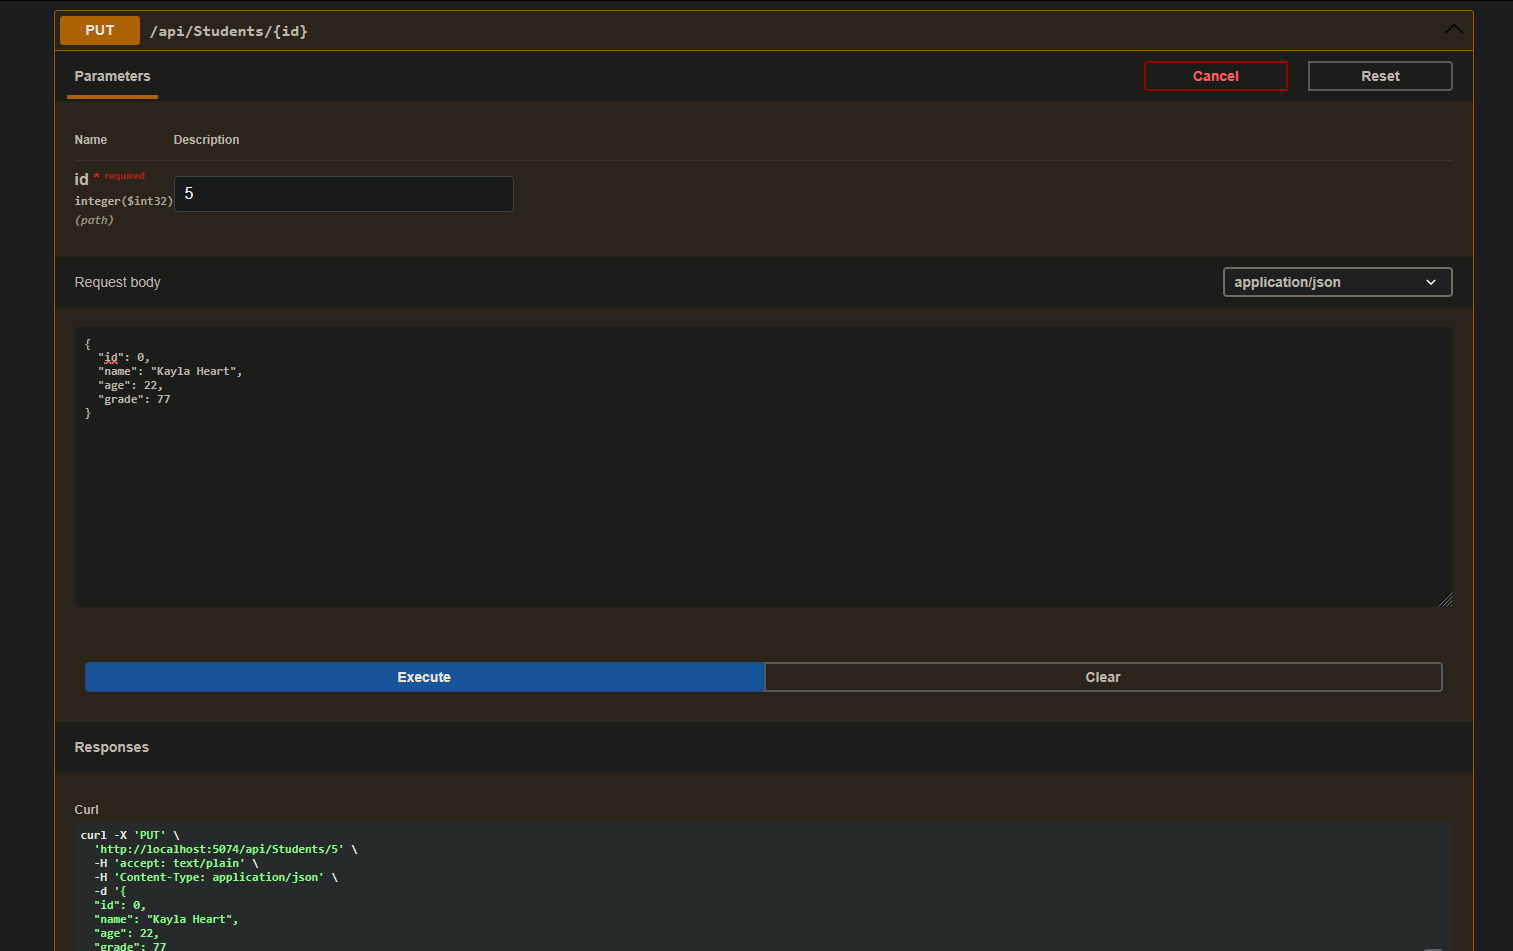 PUT /api/Students/{id}
Parameters Cancel Reset
Name Description
id * required
integer($int32) 5
(path)
Request body application/json
{
"id": 0,
"name": "Kayla Heart",
"age": 22,
"grade": 77
}
Execute Clear
Responses
Curl
curl -X 'PUT' \
'http://localhost:5074/api/Students/5' \
-H 'accept: text/plain' \
-H 'Content-Type: application/json' \
-d '{
"id": 0,
"name": "Kayla Heart",
"age": 22,
"grade": 77